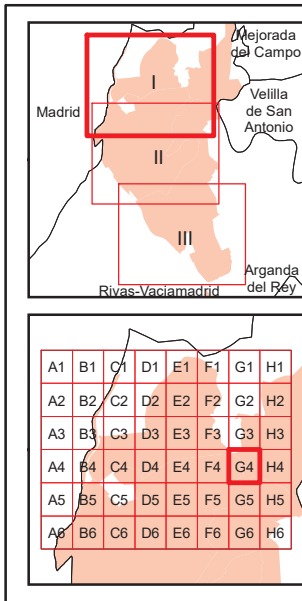 Mejorada
del Campo
I
Madrid
Velilla
de San
Antonio
II
III
Arganda
del Rey
Rivas-Vaciamadrid
A1 B1 C1 D1 E1 F1 G1 H1
A2 B2 C2 D2 E2 F2 G2 H2
A3 B3 C3 D3 E3 F3 G3 H3
A4 B4 C4 D4 E4 F4 G4 H4
A5 B5 C5 D5 E5 F5 G5 H5
A6 B6 C6 D6 E6 F6 G6 H6